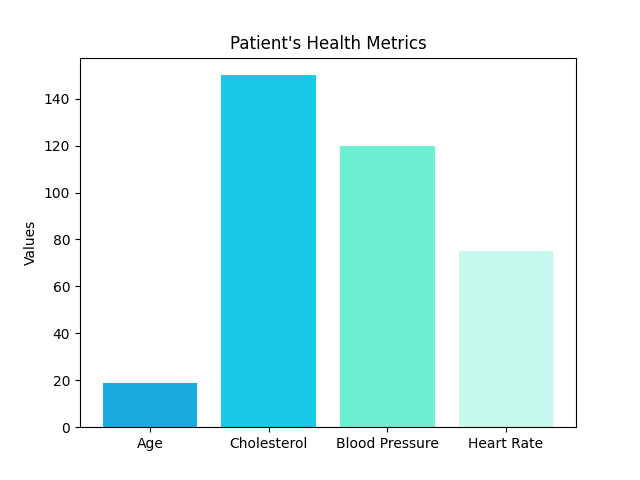 Patient's Health Metrics
Values
140
120
100
80
60
40
20
0
Age
Cholesterol
Blood Pressure
Heart Rate